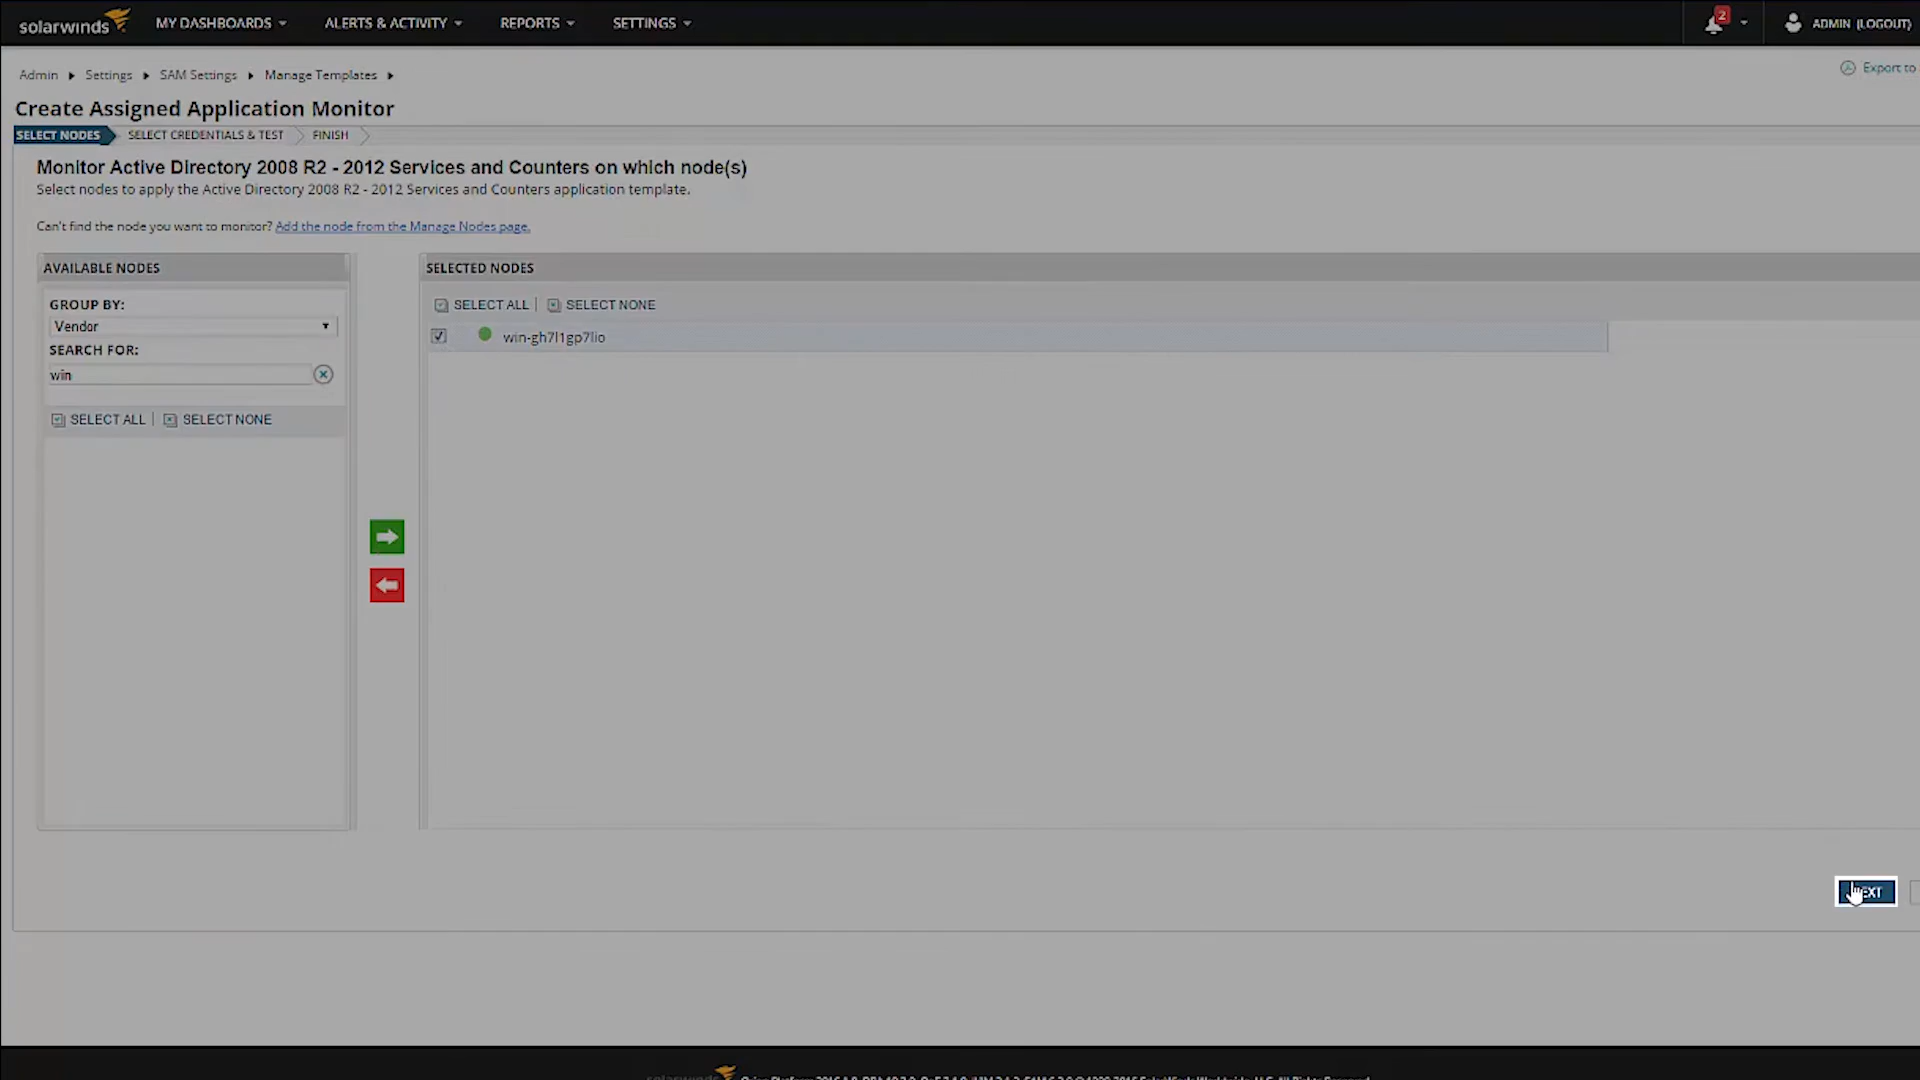 solarwinds MY DASHBOARDS ALERTS & ACTIVITY REPORTS SETTINGS 2 ADMIN (LOGOUT)
Admin Settings SAM Settings Manage Templates
Export to
Create Assigned Application Monitor
SELECT NODES SELECT CREDENTIALS & TEST FINISH
Monitor Active Directory 2008 R2 - 2012 Services and Counters on which node(s)
Select nodes to apply the Active Directory 2008 R2 - 2012 Services and Counters application template.
Can't find the node you want to monitor? Add the node from the Manage Nodes page.
AVAILABLE NODES
GROUP BY:
Vendor
SEARCH FOR:
win
SELECT ALL SELECT NONE
SELECTED NODES
SELECT ALL SELECT NONE
win-gh7l1gp7lio